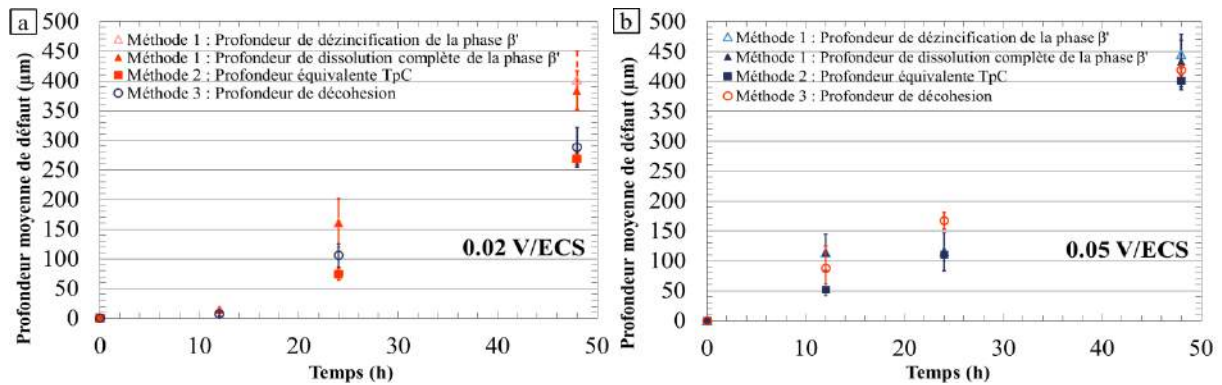 a
Profondeur moyenne de défaut (µm)
500
450
400
350
300
250
200
150
100
50
0
Méthode 1 : Profondeur de dézincification de la phase β'
Méthode 1 : Profondeur de dissolution complète de la phase β'
Méthode 2 : Profondeur équivalente TpC
Méthode 3 : Profondeur de décohesion
0.02 V/ECS
0 10 20 30 40 50
Temps (h)
b
Profondeur moyenne de défaut (µm)
500
450
400
350
300
250
200
150
100
50
0
Méthode 1 : Profondeur de dézincification de la phase β'
Méthode 1 : Profondeur de dissolution complète de la phase β'
Méthode 2 : Profondeur équivalente TpC
Méthode 3 : Profondeur de décohesion
0.05 V/ECS
0 10 20 30 40 50
Temps (h)